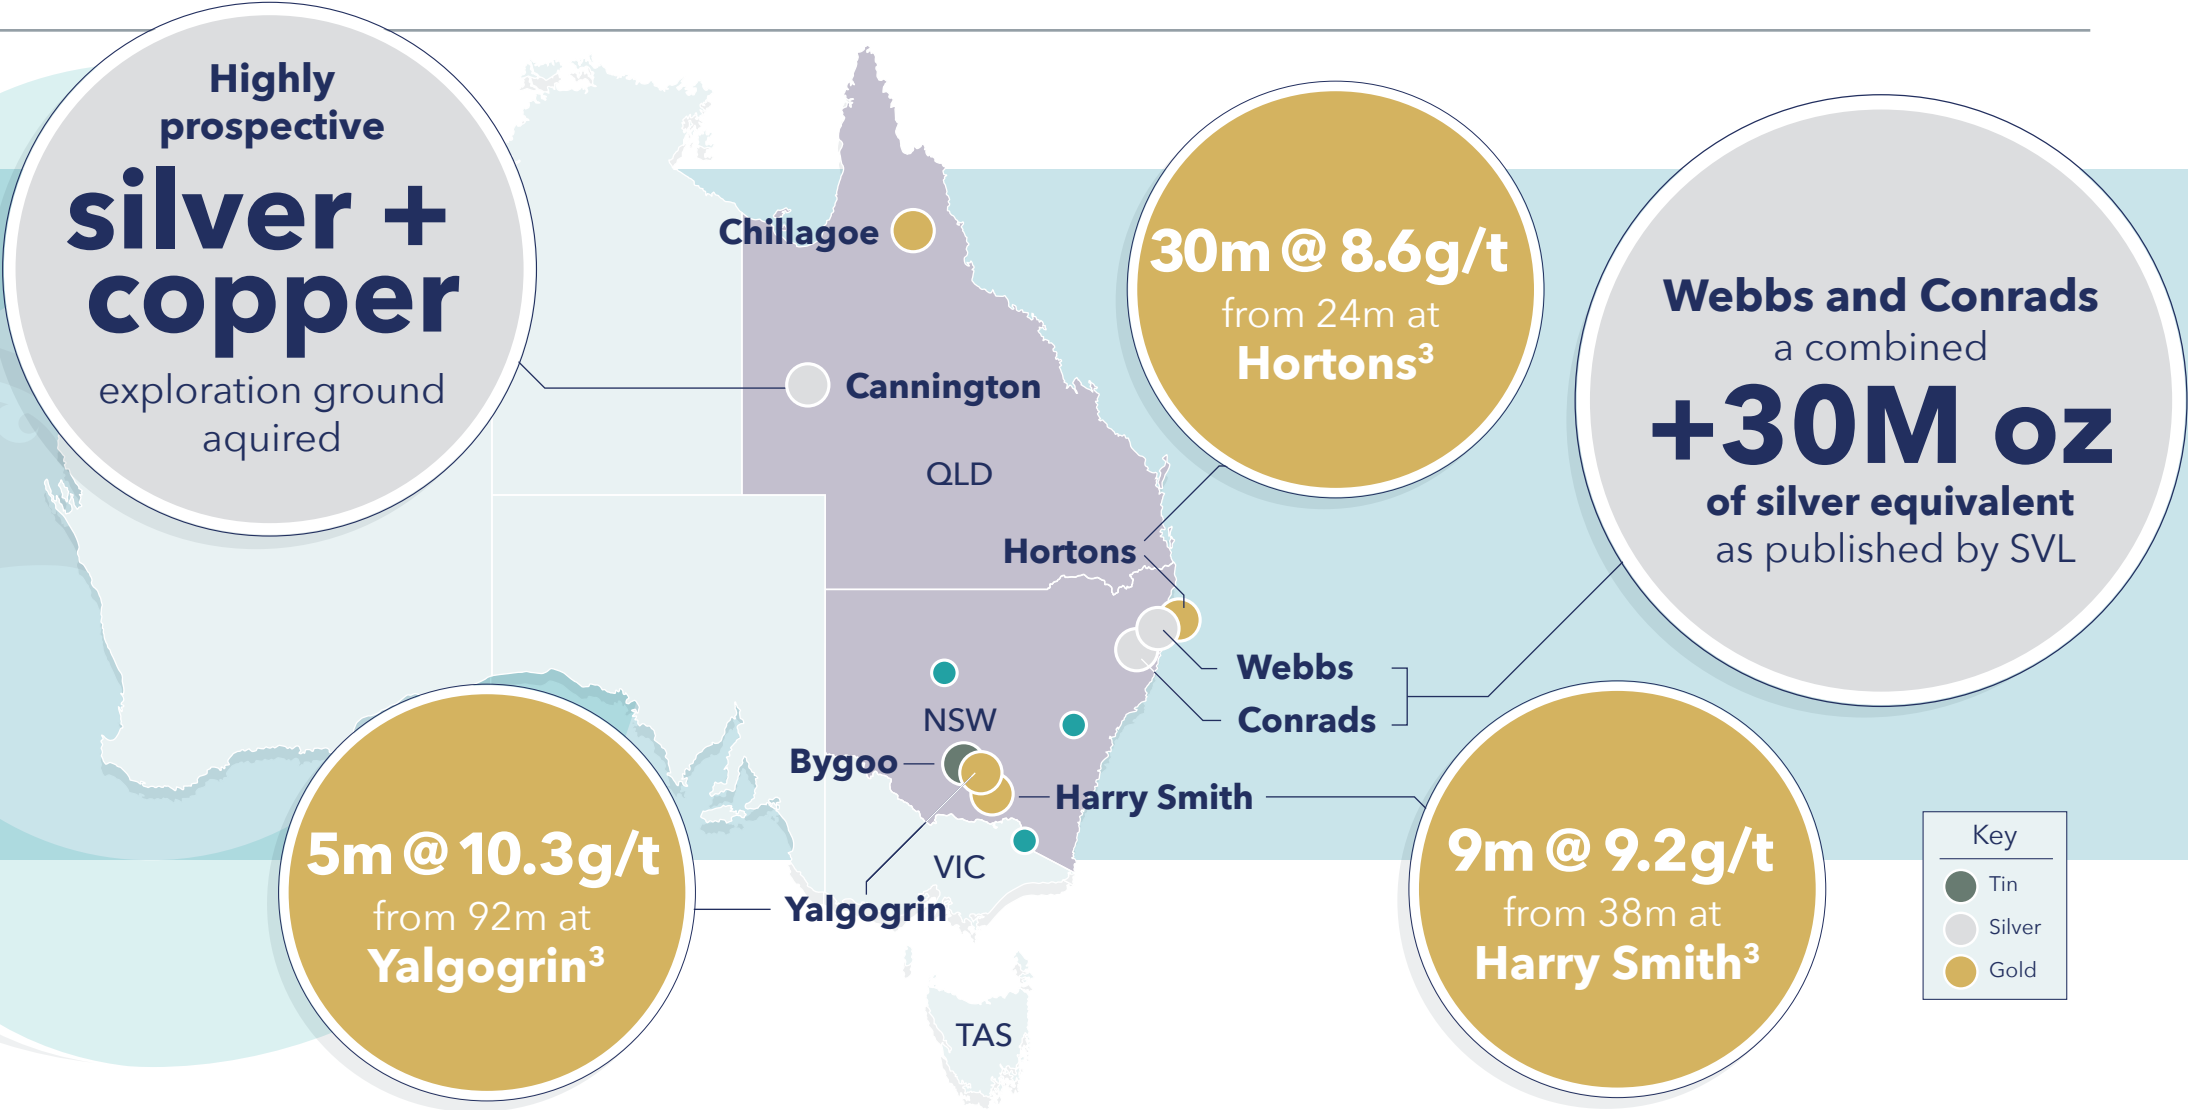 Highly
prospective
silver +
copper
exploration ground
aquired
Chillagoe
Cannington
QLD
30m @ 8.6g/t
from 24m at
Hortons³
Hortons
Webbs and Conrads
a combined
+30M oz
of silver equivalent
as published by SVL
Webbs
Conrads
NSW
Bygoo
Harry Smith
VIC
Yalgogrin
TAS
5m @ 10.3g/t
from 92m at
Yalgogrin³
9m @ 9.2g/t
from 38m at
Harry Smith³
Key
Tin
Silver
Gold